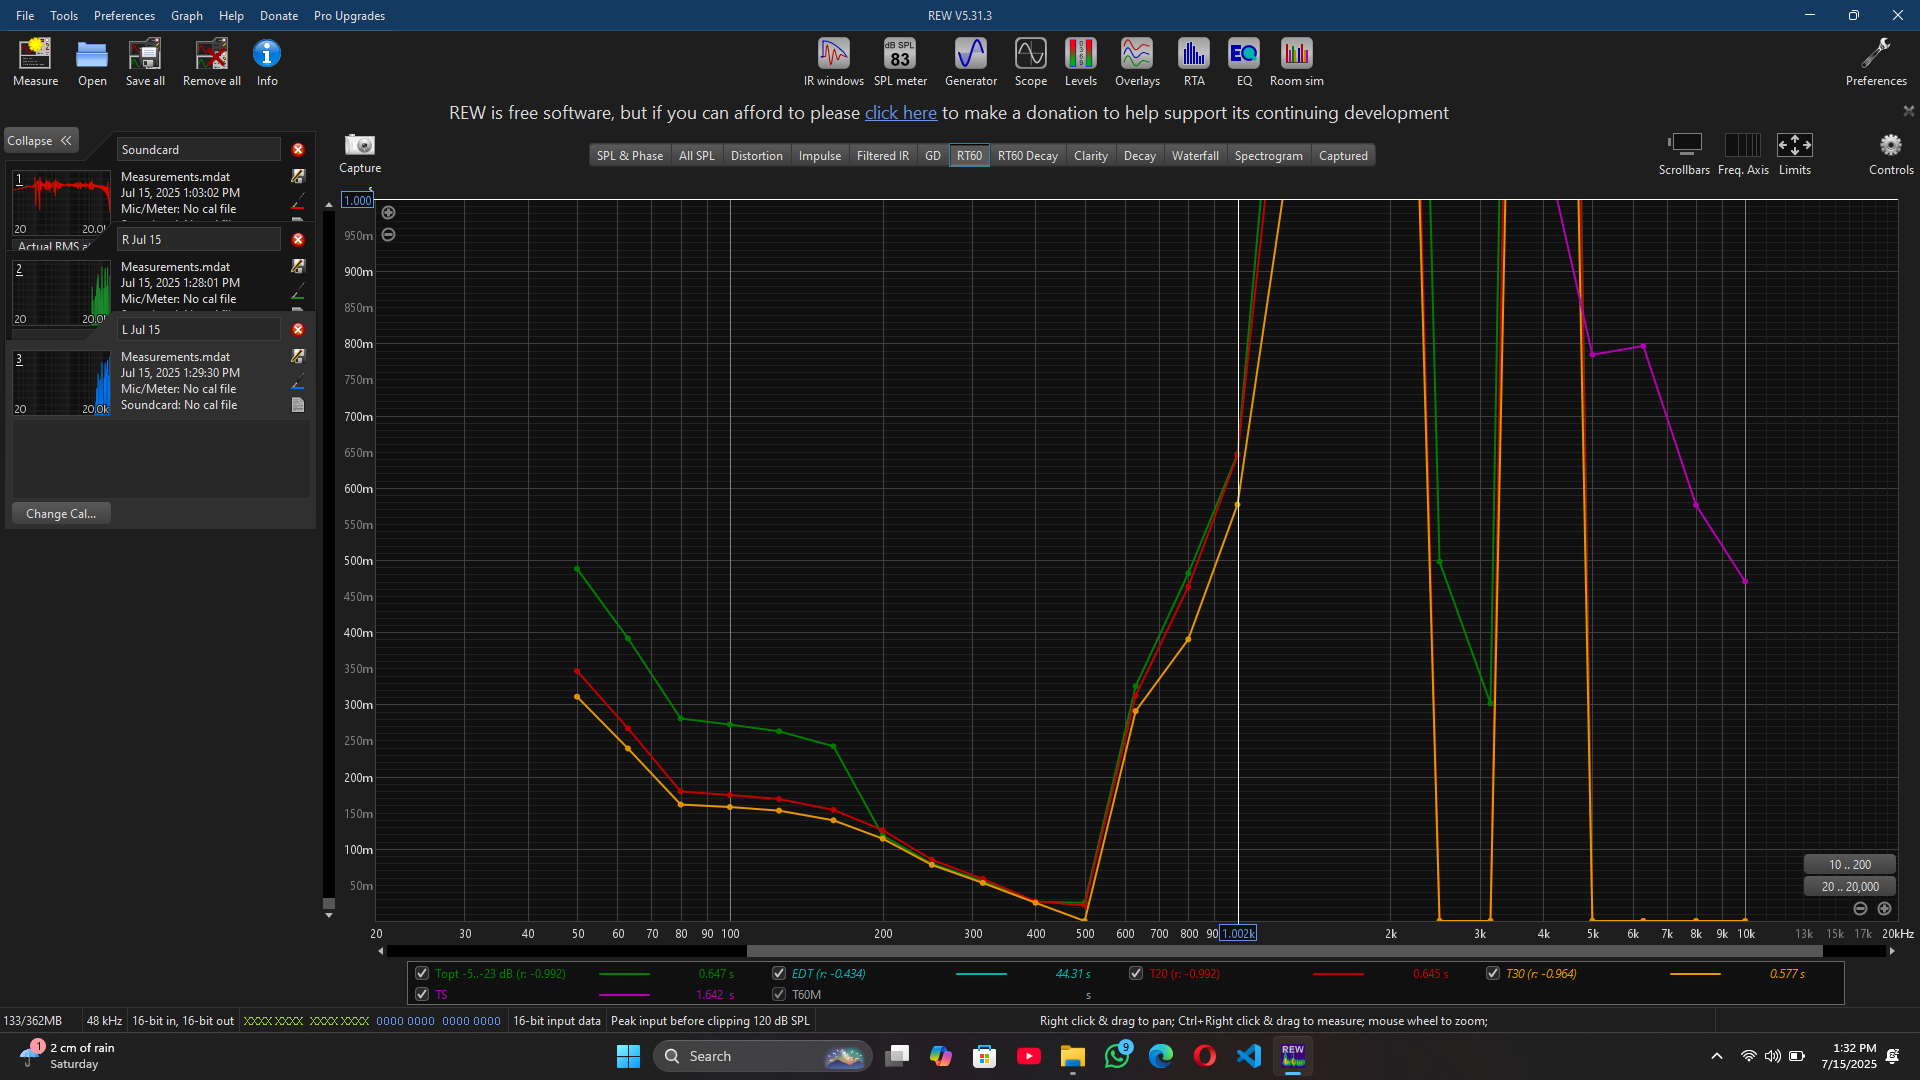 File Tools Preferences Graph Help Donate Pro Upgrades
REW V5.31.3
Measure Open Save all Remove all Info
dB SPL
83
IR windows SPL meter Generator Scope Levels Overlays RTA EQ Room sim
Preferences
REW is free software, but if you can afford to please click here to make a donation to help support its continuing development
Collapse
Soundcard
1
Measurements.mdat
Jul 15, 2025 1:03:02 PM
Mic/Meter: No cal file
20
R Jul 15
2
Measurements.mdat
Jul 15, 2025 1:28:01 PM
Mic/Meter: No cal file
20
L Jul 15
3
Measurements.mdat
Jul 15, 2025 1:29:30 PM
Mic/Meter: No cal file
Soundcard: No cal file
20 20.0k
Change Cal...
Capture
SPL & Phase All SPL Distortion Impulse Filtered IR GD RT60 RT60 Decay Clarity Decay Waterfall Spectrogram Captured
Scrollbars Freq. Axis Limits Controls
s
1.000
950m
900m
850m
800m
750m
700m
650m
600m
550m
500m
450m
400m
350m
300m
250m
200m
150m
100m
50m
10 .. 200
20 .. 20,000
20 30 40 50 60 70 80 90 100 200 300 400 500 600 700 800 90 1.002k 2k 3k 4k 5k 6k 7k 8k 9k 10k 13k 15k 17k 20kHz
Topt -5..-23 dB (r: -0.992) 0.647 s EDT (r: -0.434) 44.31 s T20 (r: -0.992) 0.645 s T30 (r: -0.964) 0.577 s
TS 1.642 s T60M s
133/362MB 48 kHz 16-bit in, 16-bit out XXXX XXXX XXXX XXXX 0000 0000 0000 0000 16-bit input data Peak input before clipping 120 dB SPL Right click & drag to pan; Ctrl+Right click & drag to measure; mouse wheel to zoom;
1
2 cm of rain
Saturday
Search
9
REW
1:32 PM
7/15/2025